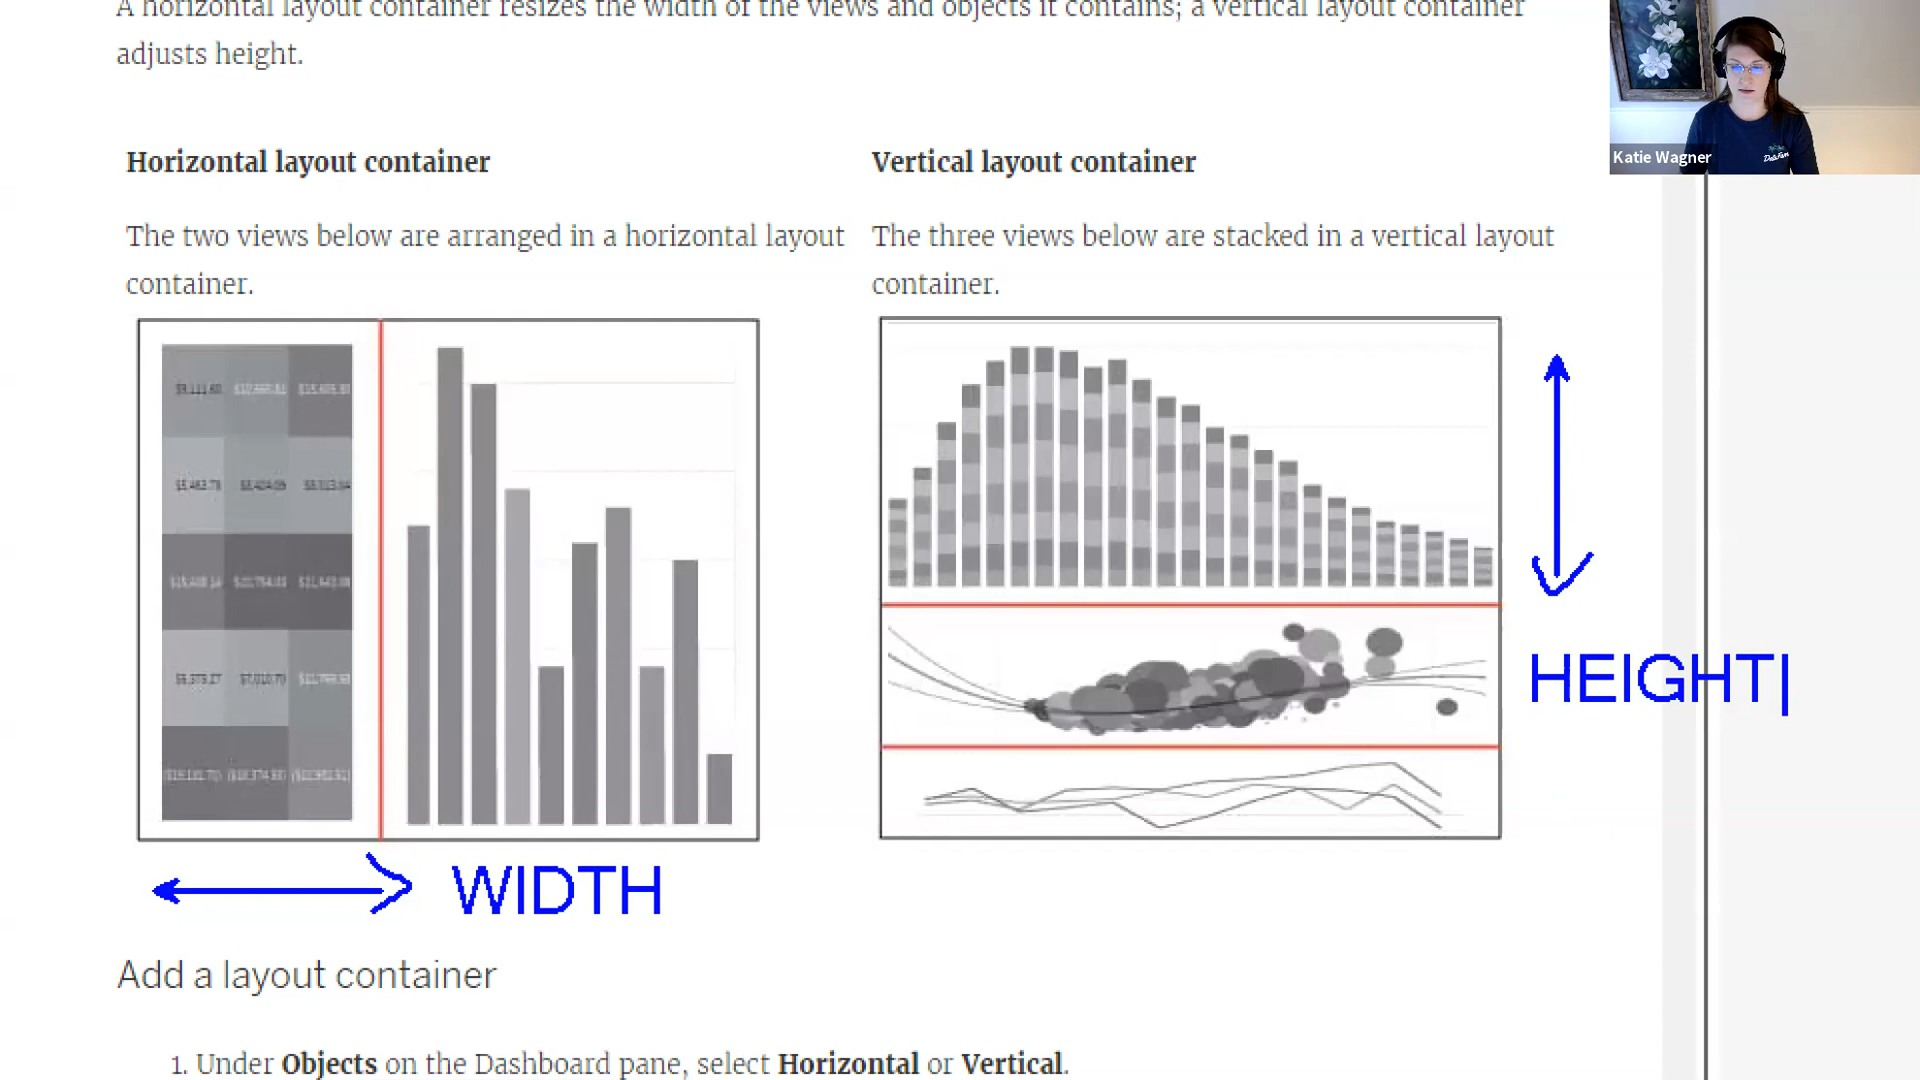 A horizontal layout container resizes the width of the views and objects it contains; a vertical layout container
adjusts height.
Katie Wagner
Horizontal layout container
The two views below are arranged in a horizontal layout
container.
Vertical layout container
The three views below are stacked in a vertical layout
container.
WIDTH
HEIGHT
Add a layout container
1. Under Objects on the Dashboard pane, select Horizontal or Vertical.